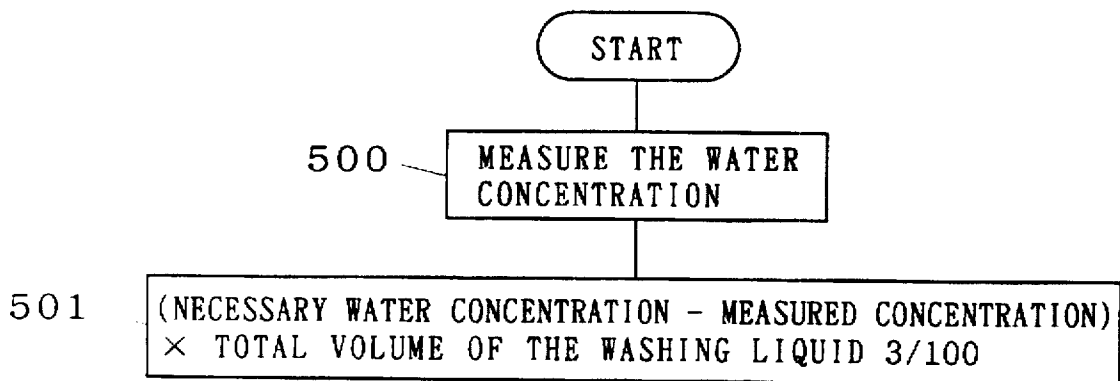 START
500
MEASURE THE WATER
CONCENTRATION
501
(NECESSARY WATER CONCENTRATION - MEASURED CONCENTRATION)
× TOTAL VOLUME OF THE WASHING LIQUID 3/100